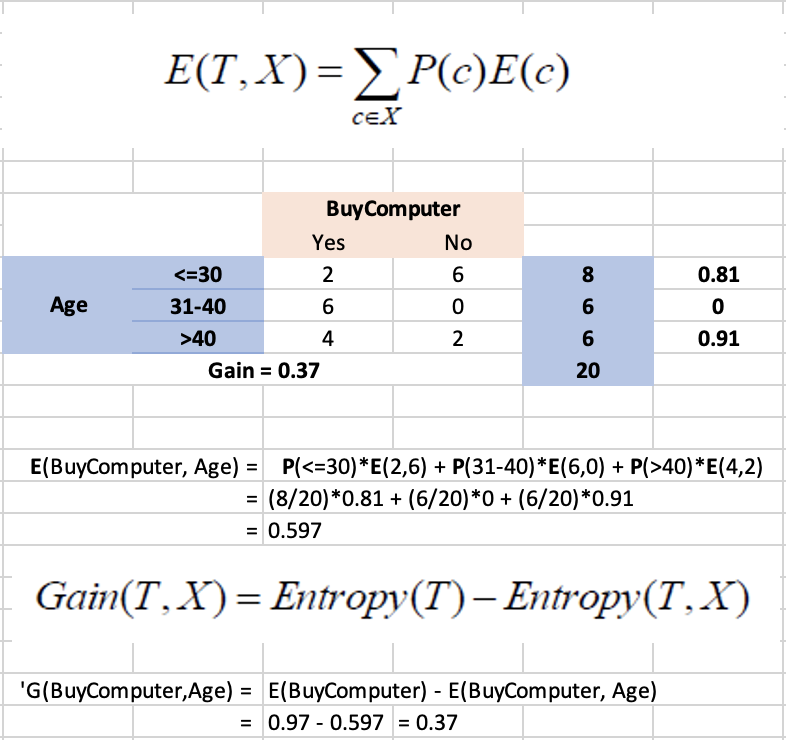 E(T, X) = ∑ P(c)E(c)
c∈X
BuyComputer
Yes No
<=30 2 6 8 0.81
Age 31-40 6 0 6 0
>40 4 2 6 0.91
Gain = 0.37 20
E(BuyComputer, Age) = P(<=30)*E(2,6) + P(31-40)*E(6,0) + P(>40)*E(4,2)
= (8/20)*0.81 + (6/20)*0 + (6/20)*0.91
= 0.597
Gain(T, X) = Entropy(T) – Entropy(T, X)
'G(BuyComputer,Age) = E(BuyComputer) - E(BuyComputer, Age)
= 0.97 - 0.597 = 0.37